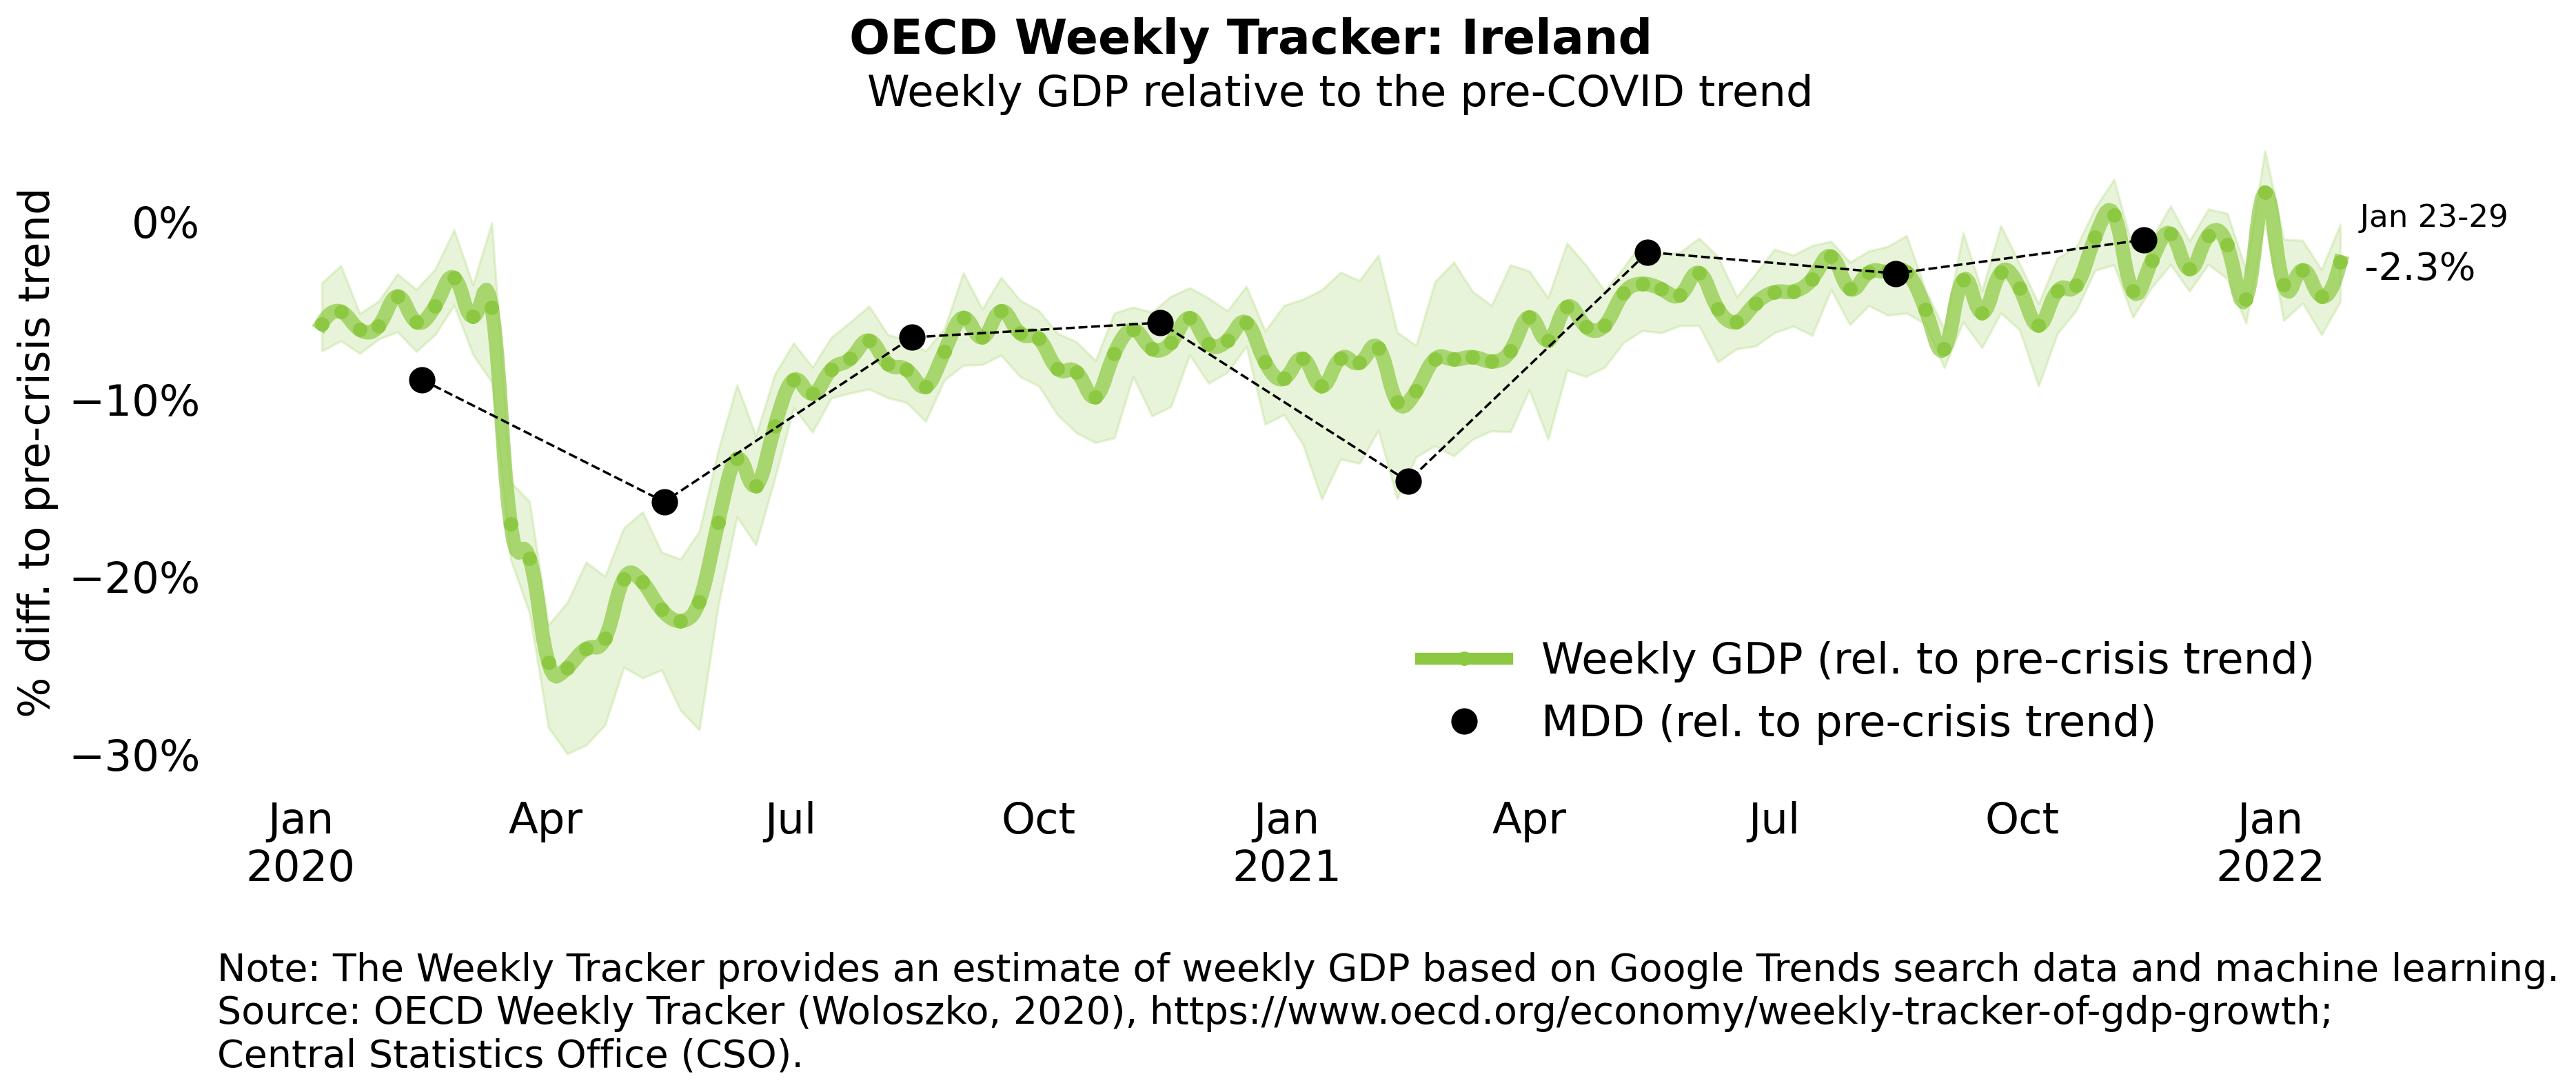 OECD Weekly Tracker: Ireland
Weekly GDP relative to the pre-COVID trend
% diff. to pre-crisis trend
0%
−10%
−20%
−30%
Jan 23-29
-2.3%
Weekly GDP (rel. to pre-crisis trend)
MDD (rel. to pre-crisis trend)
Jan Apr Jul Oct Jan Apr Jul Oct Jan
2020 2021 2022
Note: The Weekly Tracker provides an estimate of weekly GDP based on Google Trends search data and machine learning.
Source: OECD Weekly Tracker (Woloszko, 2020), https://www.oecd.org/economy/weekly-tracker-of-gdp-growth;
Central Statistics Office (CSO).